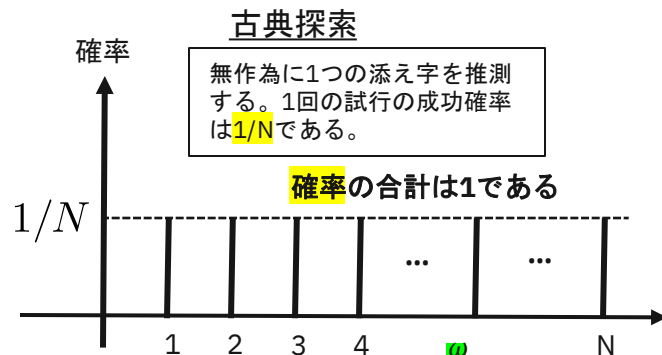 古典探索
確率
無作為に1つの添え字を推測
する。1回の試行の成功確率
は1/Nである。
確率の合計は1である
1/N
... ...
1 2 3 4 ω N